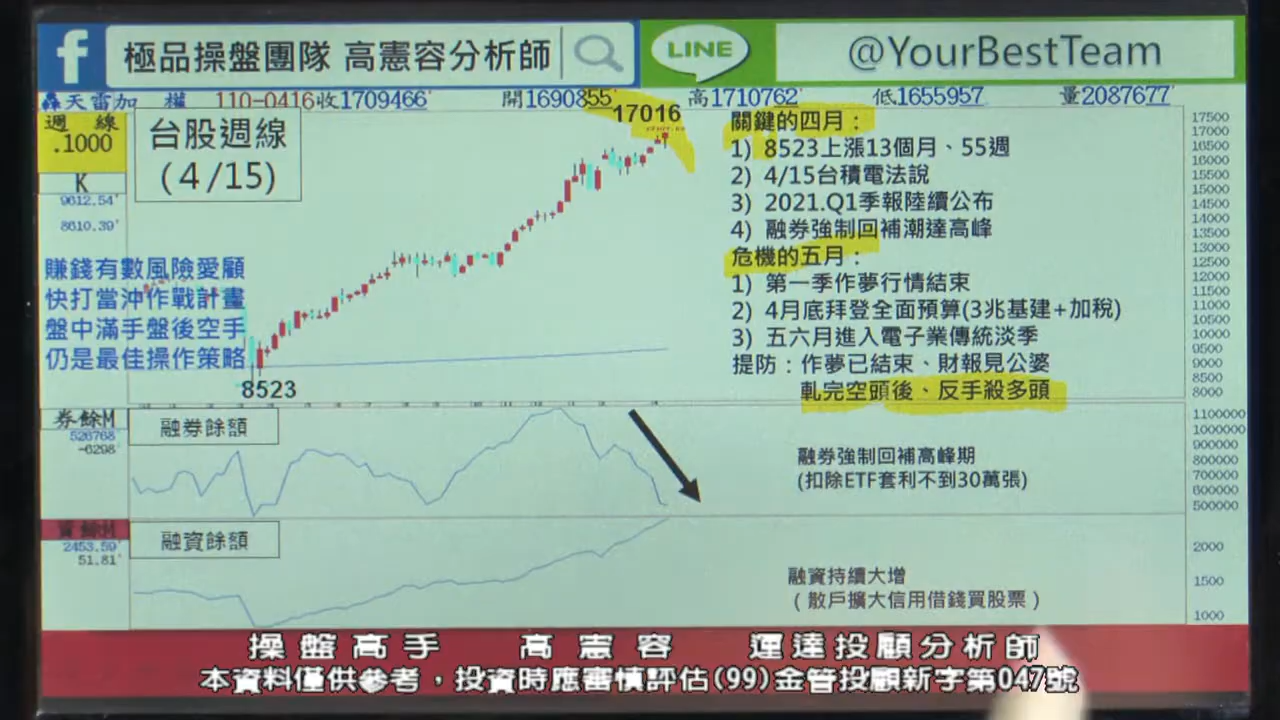 f 極品操盤團隊 高憲容分析師
LINE @YourBestTeam
轟天雷加 權 110-0416收1709466 開1690855 高1710762 低1655957 量2087677
週 線
.1000
K
9612.54
8610.39
台股週線
(4/15)
17016
8523
關鍵的四月：
1) 8523上漲13個月、55週
2) 4/15台積電法說
3) 2021.Q1季報陸續公布
4) 融券強制回補潮達高峰
危機的五月：
1) 第一季作夢行情結束
2) 4月底拜登全面預算(3兆基建+加稅)
3) 五六月進入電子業傳統淡季
提防：作夢已結束、財報見公婆
軋完空頭後、反手殺多頭
賺錢有數風險愛顧
快打當沖作戰計畫
盤中滿手盤後空手
仍是最佳操作策略
17500
17000
16500
16000
15500
15000
14500
14000
13500
13000
12500
12000
11500
11000
10500
10000
9500
9000
8500
8000
券餘M
526768
-6298
融券餘額
融券強制回補高峰期
(扣除ETF套利不到30萬張)
1100000
1000000
900000
800000
700000
600000
500000
資餘M
2453.59
51.81
融資餘額
融資持續大增
(散戶擴大信用借錢買股票)
2000
1500
1000
操盤高手 高憲容 運達投顧分析師
本資料僅供參考，投資時應審慎評估(99)金管投顧新字第047號